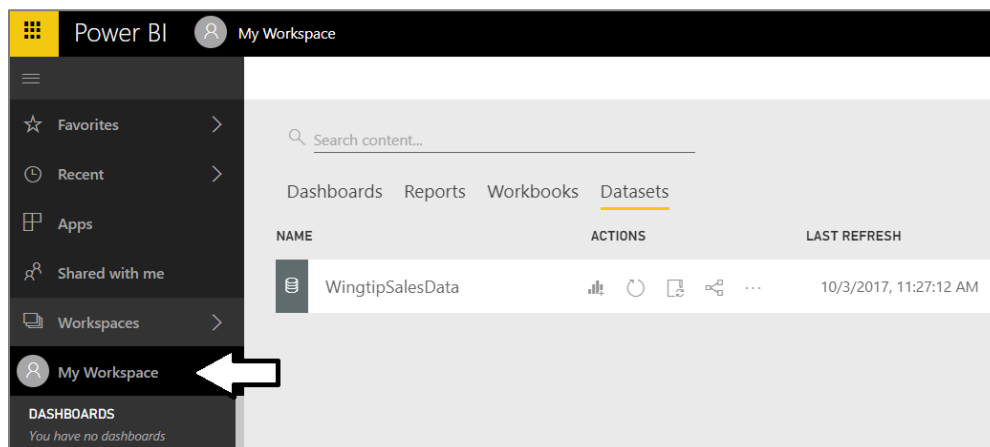 Power BI My Workspace
Favorites
Recent
Apps
Shared with me
Workspaces
My Workspace
DASHBOARDS
You have no dashboards
Search content...
Dashboards Reports Workbooks Datasets
NAME ACTIONS LAST REFRESH
WingtipSalesData ... 10/3/2017, 11:27:12 AM